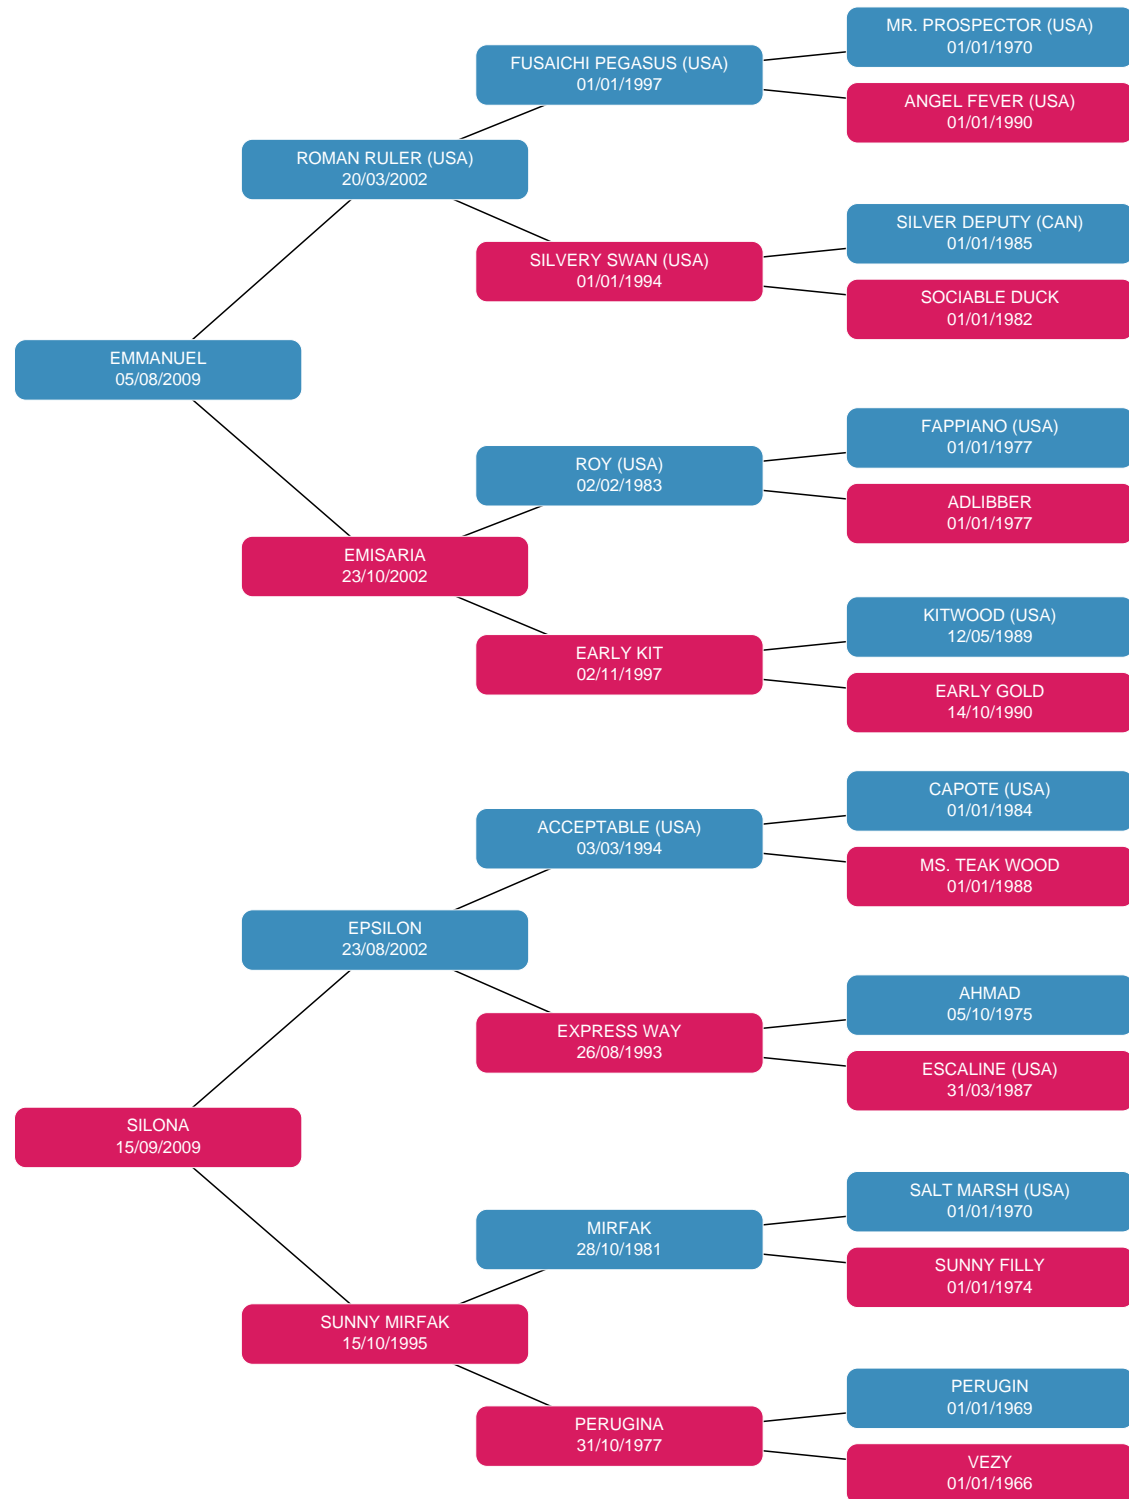 MR. PROSPECTOR (USA)
01/01/1970
FUSAICHI PEGASUS (USA)
01/01/1997
ANGEL FEVER (USA)
01/01/1990
ROMAN RULER (USA)
20/03/2002
SILVER DEPUTY (CAN)
01/01/1985
SILVERY SWAN (USA)
01/01/1994
SOCIABLE DUCK
01/01/1982
EMMANUEL
05/08/2009
FAPPIANO (USA)
01/01/1977
ROY (USA)
02/02/1983
ADLIBBER
01/01/1977
EMISARIA
23/10/2002
KITWOOD (USA)
12/05/1989
EARLY KIT
02/11/1997
EARLY GOLD
14/10/1990
CAPOTE (USA)
01/01/1984
ACCEPTABLE (USA)
03/03/1994
MS. TEAK WOOD
01/01/1988
EPSILON
23/08/2002
AHMAD
05/10/1975
EXPRESS WAY
26/08/1993
ESCALINE (USA)
31/03/1987
SILONA
15/09/2009
SALT MARSH (USA)
01/01/1970
MIRFAK
28/10/1981
SUNNY FILLY
01/01/1974
SUNNY MIRFAK
15/10/1995
PERUGIN
01/01/1969
PERUGINA
31/10/1977
VEZY
01/01/1966